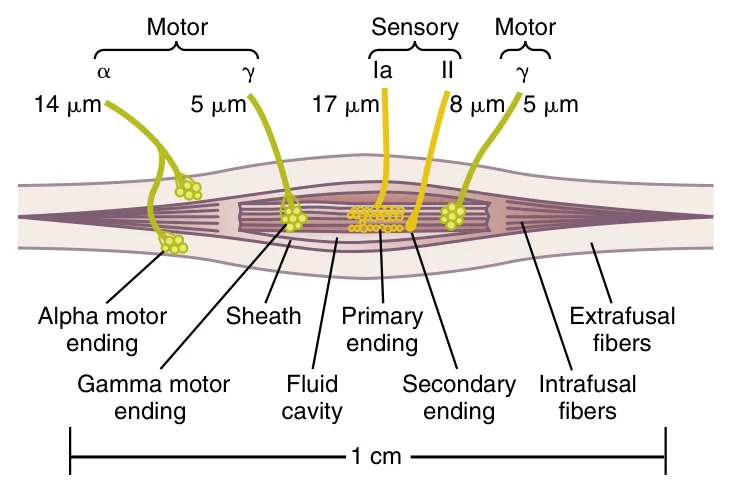 Motor Sensory Motor
α γ Ia II γ
14 μm 5 μm 17 μm 8 μm 5 μm
Alpha motor
ending
Sheath
Primary
ending
Extrafusal
fibers
Gamma motor
ending
Fluid
cavity
Secondary
ending
Intrafusal
fibers
1 cm